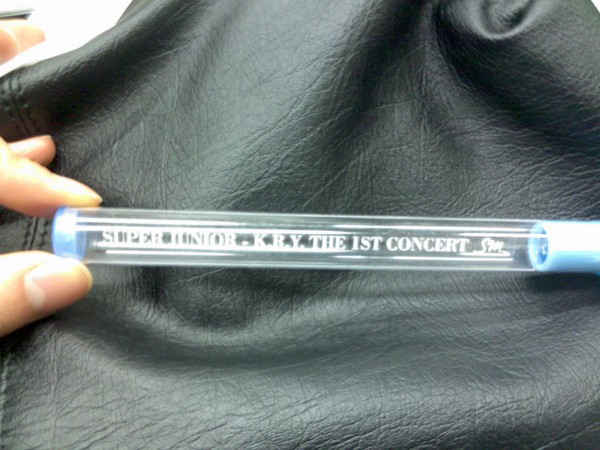 SUPER JUNIOR - K.R.Y. THE 1ST CONCERT SM